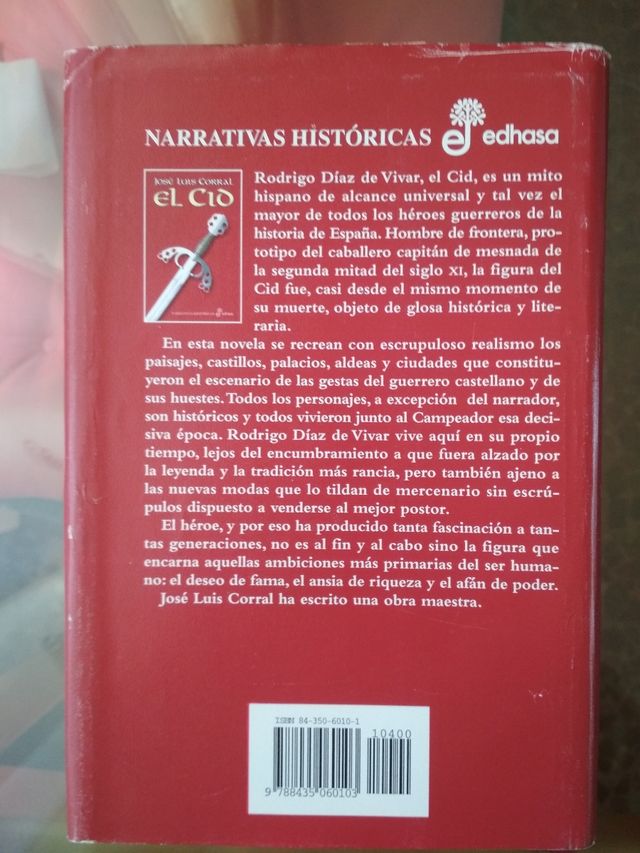 NARRATIVAS HISTÓRICAS
edhasa
JOSÉ LUIS CORRAL
EL CID
Rodrigo Díaz de Vivar, el Cid, es un mito
hispano de alcance universal y tal vez el
mayor de todos los héroes guerreros de la
historia de España. Hombre de frontera, pro-
totipo del caballero capitán de mesnada de
la segunda mitad del siglo XI, la figura del
Cid fue, casi desde el mismo momento de
su muerte, objeto de glosa histórica y lite-
raria.
En esta novela se recrean con escrupuloso realismo los
paisajes, castillos, palacios, aldeas y ciudades que constitu-
yeron el escenario de las gestas del guerrero castellano y de
sus huestes. Todos los personajes, a excepción del narrador,
son históricos y todos vivieron junto al Campeador esa deci-
siva época. Rodrigo Díaz de Vivar vive aquí en su propio
tiempo, lejos del encumbramiento a que fuera alzado por
la leyenda y la tradición más rancia, pero también ajeno a
las nuevas modas que lo tildan de mercenario sin escrú-
pulos dispuesto a venderse al mejor postor.
El héroe, y por eso ha producido tanta fascinación a tan-
tas generaciones, no es al fin y al cabo sino la figura que
encarna aquellas ambiciones más primarias del ser huma-
no: el deseo de fama, el ansia de riqueza y el afán de poder.
José Luis Corral ha escrito una obra maestra.
ISBN 84-350-6010-1
10400
9 788435 060103